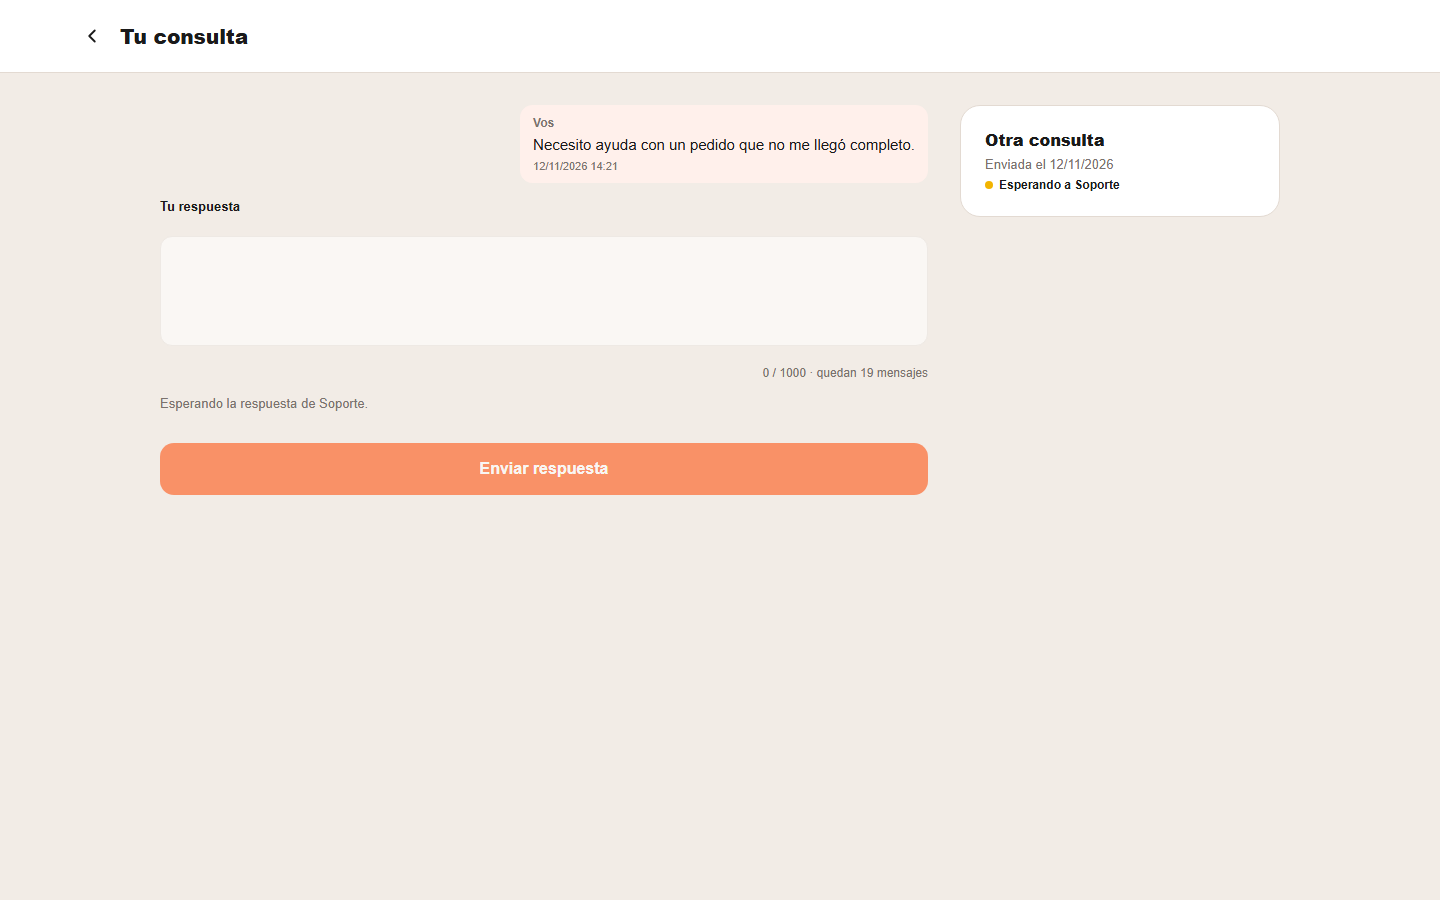 Tu consulta
Vos
Necesito ayuda con un pedido que no me llegó completo.
12/11/2026 14:21
Tu respuesta
0 / 1000 · quedan 19 mensajes
Esperando la respuesta de Soporte.
Enviar respuesta
Otra consulta
Enviada el 12/11/2026
Esperando a Soporte